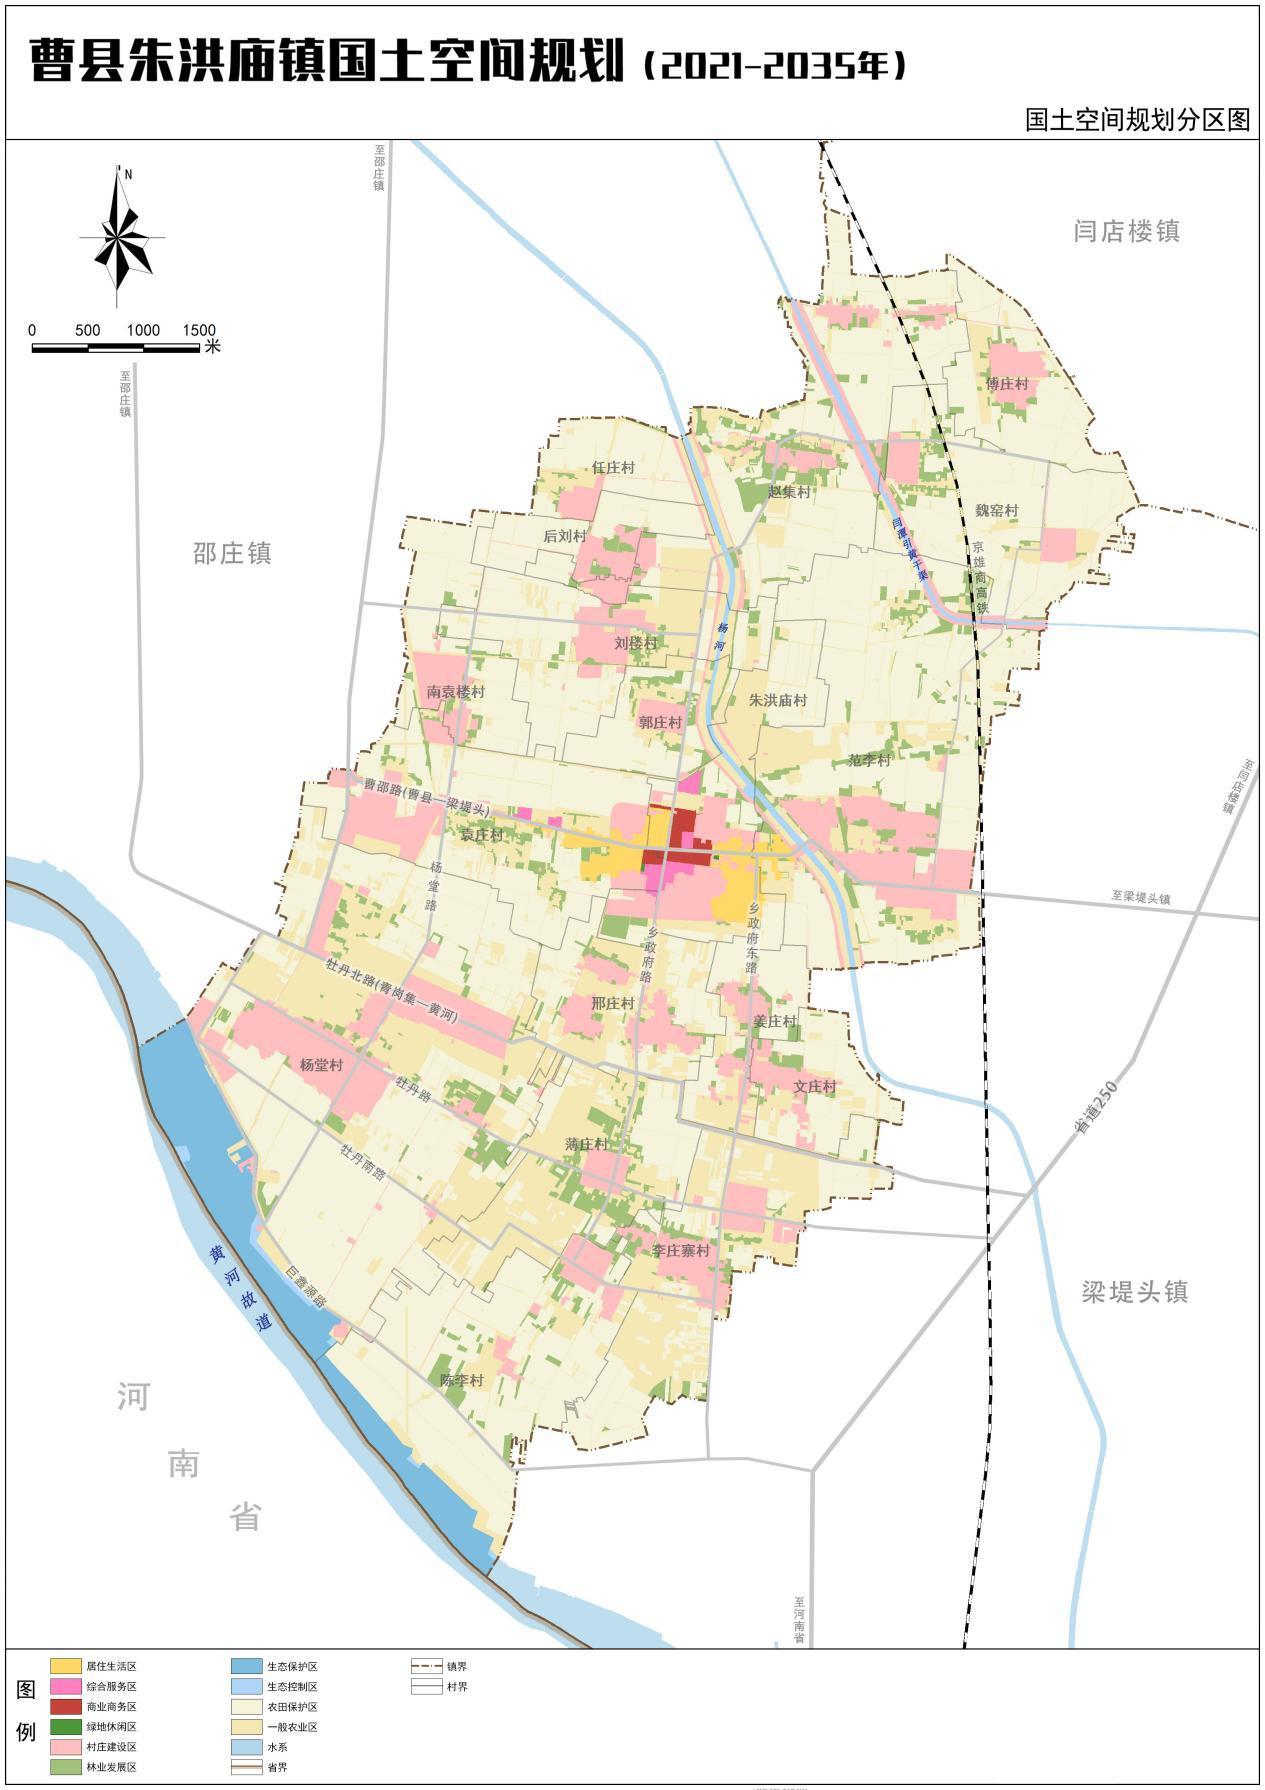 曹县朱洪庙镇国土空间规划（2021-2035年）
国土空间规划分区图
N
0 500 1000 1500
米
至邵庄镇
至邵庄镇
闫店楼镇
傅庄村
任庄村
赵集村
后刘村
魏窑村
闫潭引黄干渠
京雄商高铁
邵庄镇
杨河
刘楼村
南袁楼村
朱洪庙村
郭庄村
范李村
至闫店楼镇
曹邵路(曹县—梁堤头)
袁庄村
杨堂路
至梁堤头镇
乡政府东路
乡政府路
牡丹北路(青岗集—黄河)
邢庄村
姜庄村
杨堂村
文庄村
牡丹路
省道250
薄庄村
牡丹南路
李庄寨村
黄河故道
巨鑫源路
梁堤头镇
陈李村
河南省
至河南省
图例
居住生活区
综合服务区
商业商务区
绿地休闲区
村庄建设区
林业发展区
生态保护区
生态控制区
农田保护区
一般农业区
水系
省界
镇界
村界